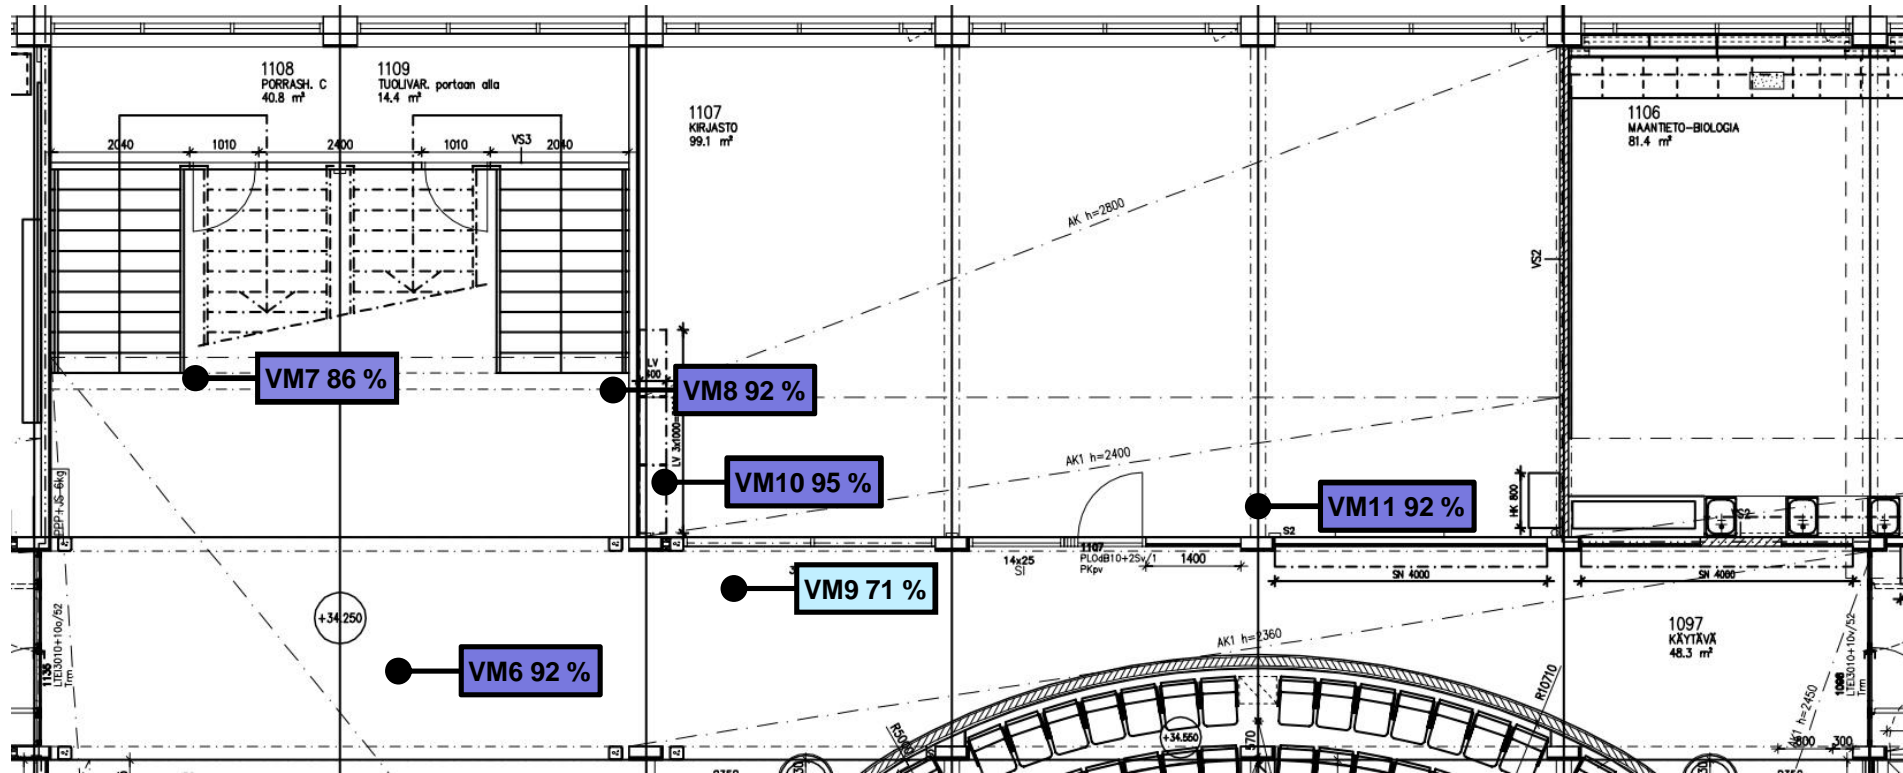 1108
PORRASH. C
40.8 m²
1109
TUOLIVAR. portaan alla
14.4 m²
1107
KIRJASTO
99.1 m²
1106
MAANTIETO-BIOLOGIA
81.4 m²
2040
1010
2400
1010
VS3
2040
AK h=2800
VS2
LV
VM7 86 %
VM8 92 %
AK1 h=2400
VM10 95 %
VM11 92 %
HK 800
S2
1107
PLOdB10+2Sv/1
PKpv
14x25
SI
1400
SN 4000
SN 4000
VM9 71 %
+34.250
AK1 h=2360
1097
KÄYTÄVÄ
48.3 m²
VM6 92 %
R10710
+34.550
570
AK1 h=2450
800
300